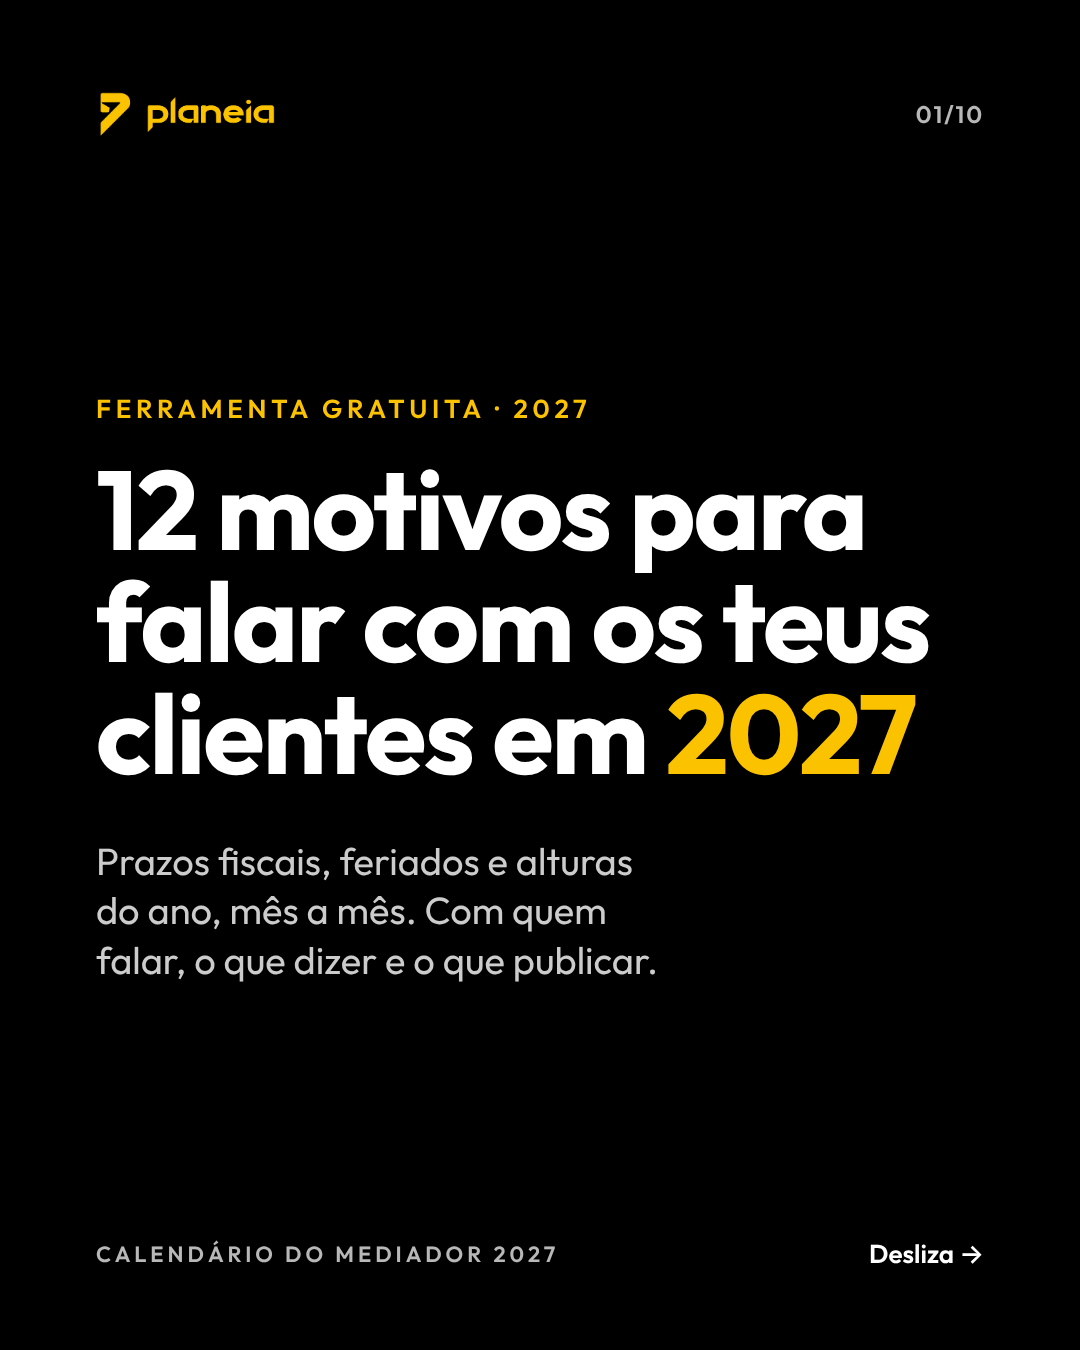 planeia
01/10
FERRAMENTA GRATUITA · 2027
12 motivos para
falar com os teus
clientes em 2027
Prazos fiscais, feriados e alturas
do ano, mês a mês. Com quem
falar, o que dizer e o que publicar.
CALENDÁRIO DO MEDIADOR 2027
Desliza →